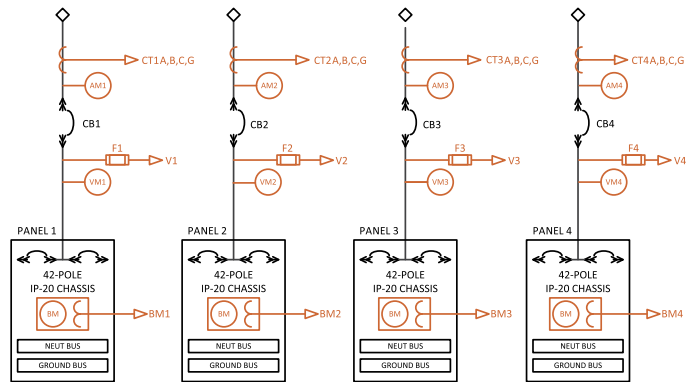 CT1A,B,C,G
AM1
CB1
F1
V1
VM1
PANEL 1
42-POLE
IP-20 CHASSIS
BM
BM1
NEUT BUS
GROUND BUS
CT2A,B,C,G
AM2
CB2
F2
V2
VM2
PANEL 2
42-POLE
IP-20 CHASSIS
BM
BM2
NEUT BUS
GROUND BUS
CT3A,B,C,G
AM3
CB3
F3
V3
VM3
PANEL 3
42-POLE
IP-20 CHASSIS
BM
BM3
NEUT BUS
GROUND BUS
CT4A,B,C,G
AM4
CB4
F4
V4
VM4
PANEL 4
42-POLE
IP-20 CHASSIS
BM
BM4
NEUT BUS
GROUND BUS